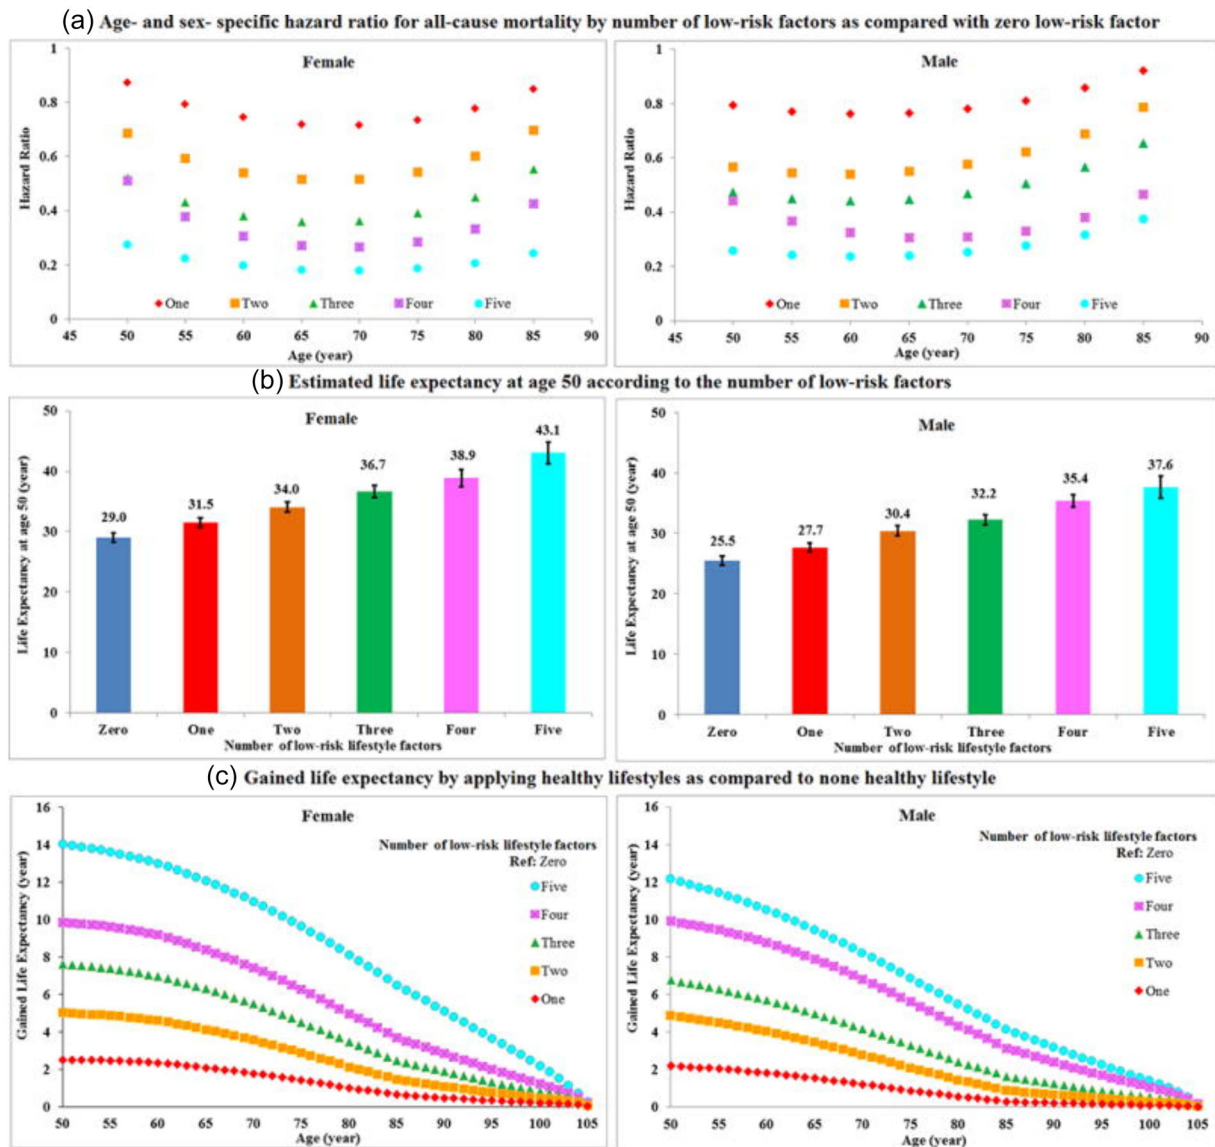 (a) Age- and sex- specific hazard ratio for all-cause mortality by number of low-risk factors as compared with zero low-risk factor
Female
Hazard Ratio
1
0.8
0.6
0.4
0.2
0
One Two Three Four Five
45 50 55 60 65 70 75 80 85 90
Age (year)
Male
Hazard Ratio
1
0.8
0.6
0.4
0.2
0
One Two Three Four Five
45 50 55 60 65 70 75 80 85 90
Age (year)
(b) Estimated life expectancy at age 50 according to the number of low-risk factors
Female
Life Expectancy at age 50 (year)
50
40
30
20
10
0
29.0 31.5 34.0 36.7 38.9 43.1
Zero One Two Three Four Five
Number of low-risk lifestyle factors
Male
Life Expectancy at age 50 (year)
50
40
30
20
10
0
25.5 27.7 30.4 32.2 35.4 37.6
Zero One Two Three Four Five
Number of low-risk lifestyle factors
(c) Gained life expectancy by applying healthy lifestyles as compared to none healthy lifestyle
Female
Gained Life Expectancy (year)
16
14
12
10
8
6
4
2
0
Number of low-risk lifestyle factors
Ref: Zero
Five
Four
Three
Two
One
50 55 60 65 70 75 80 85 90 95 100 105
Age (year)
Male
Gained Life Expectancy (year)
16
14
12
10
8
6
4
2
0
Number of low-risk lifestyle factors
Ref: Zero
Five
Four
Three
Two
One
50 55 60 65 70 75 80 85 90 95 100 105
Age (year)